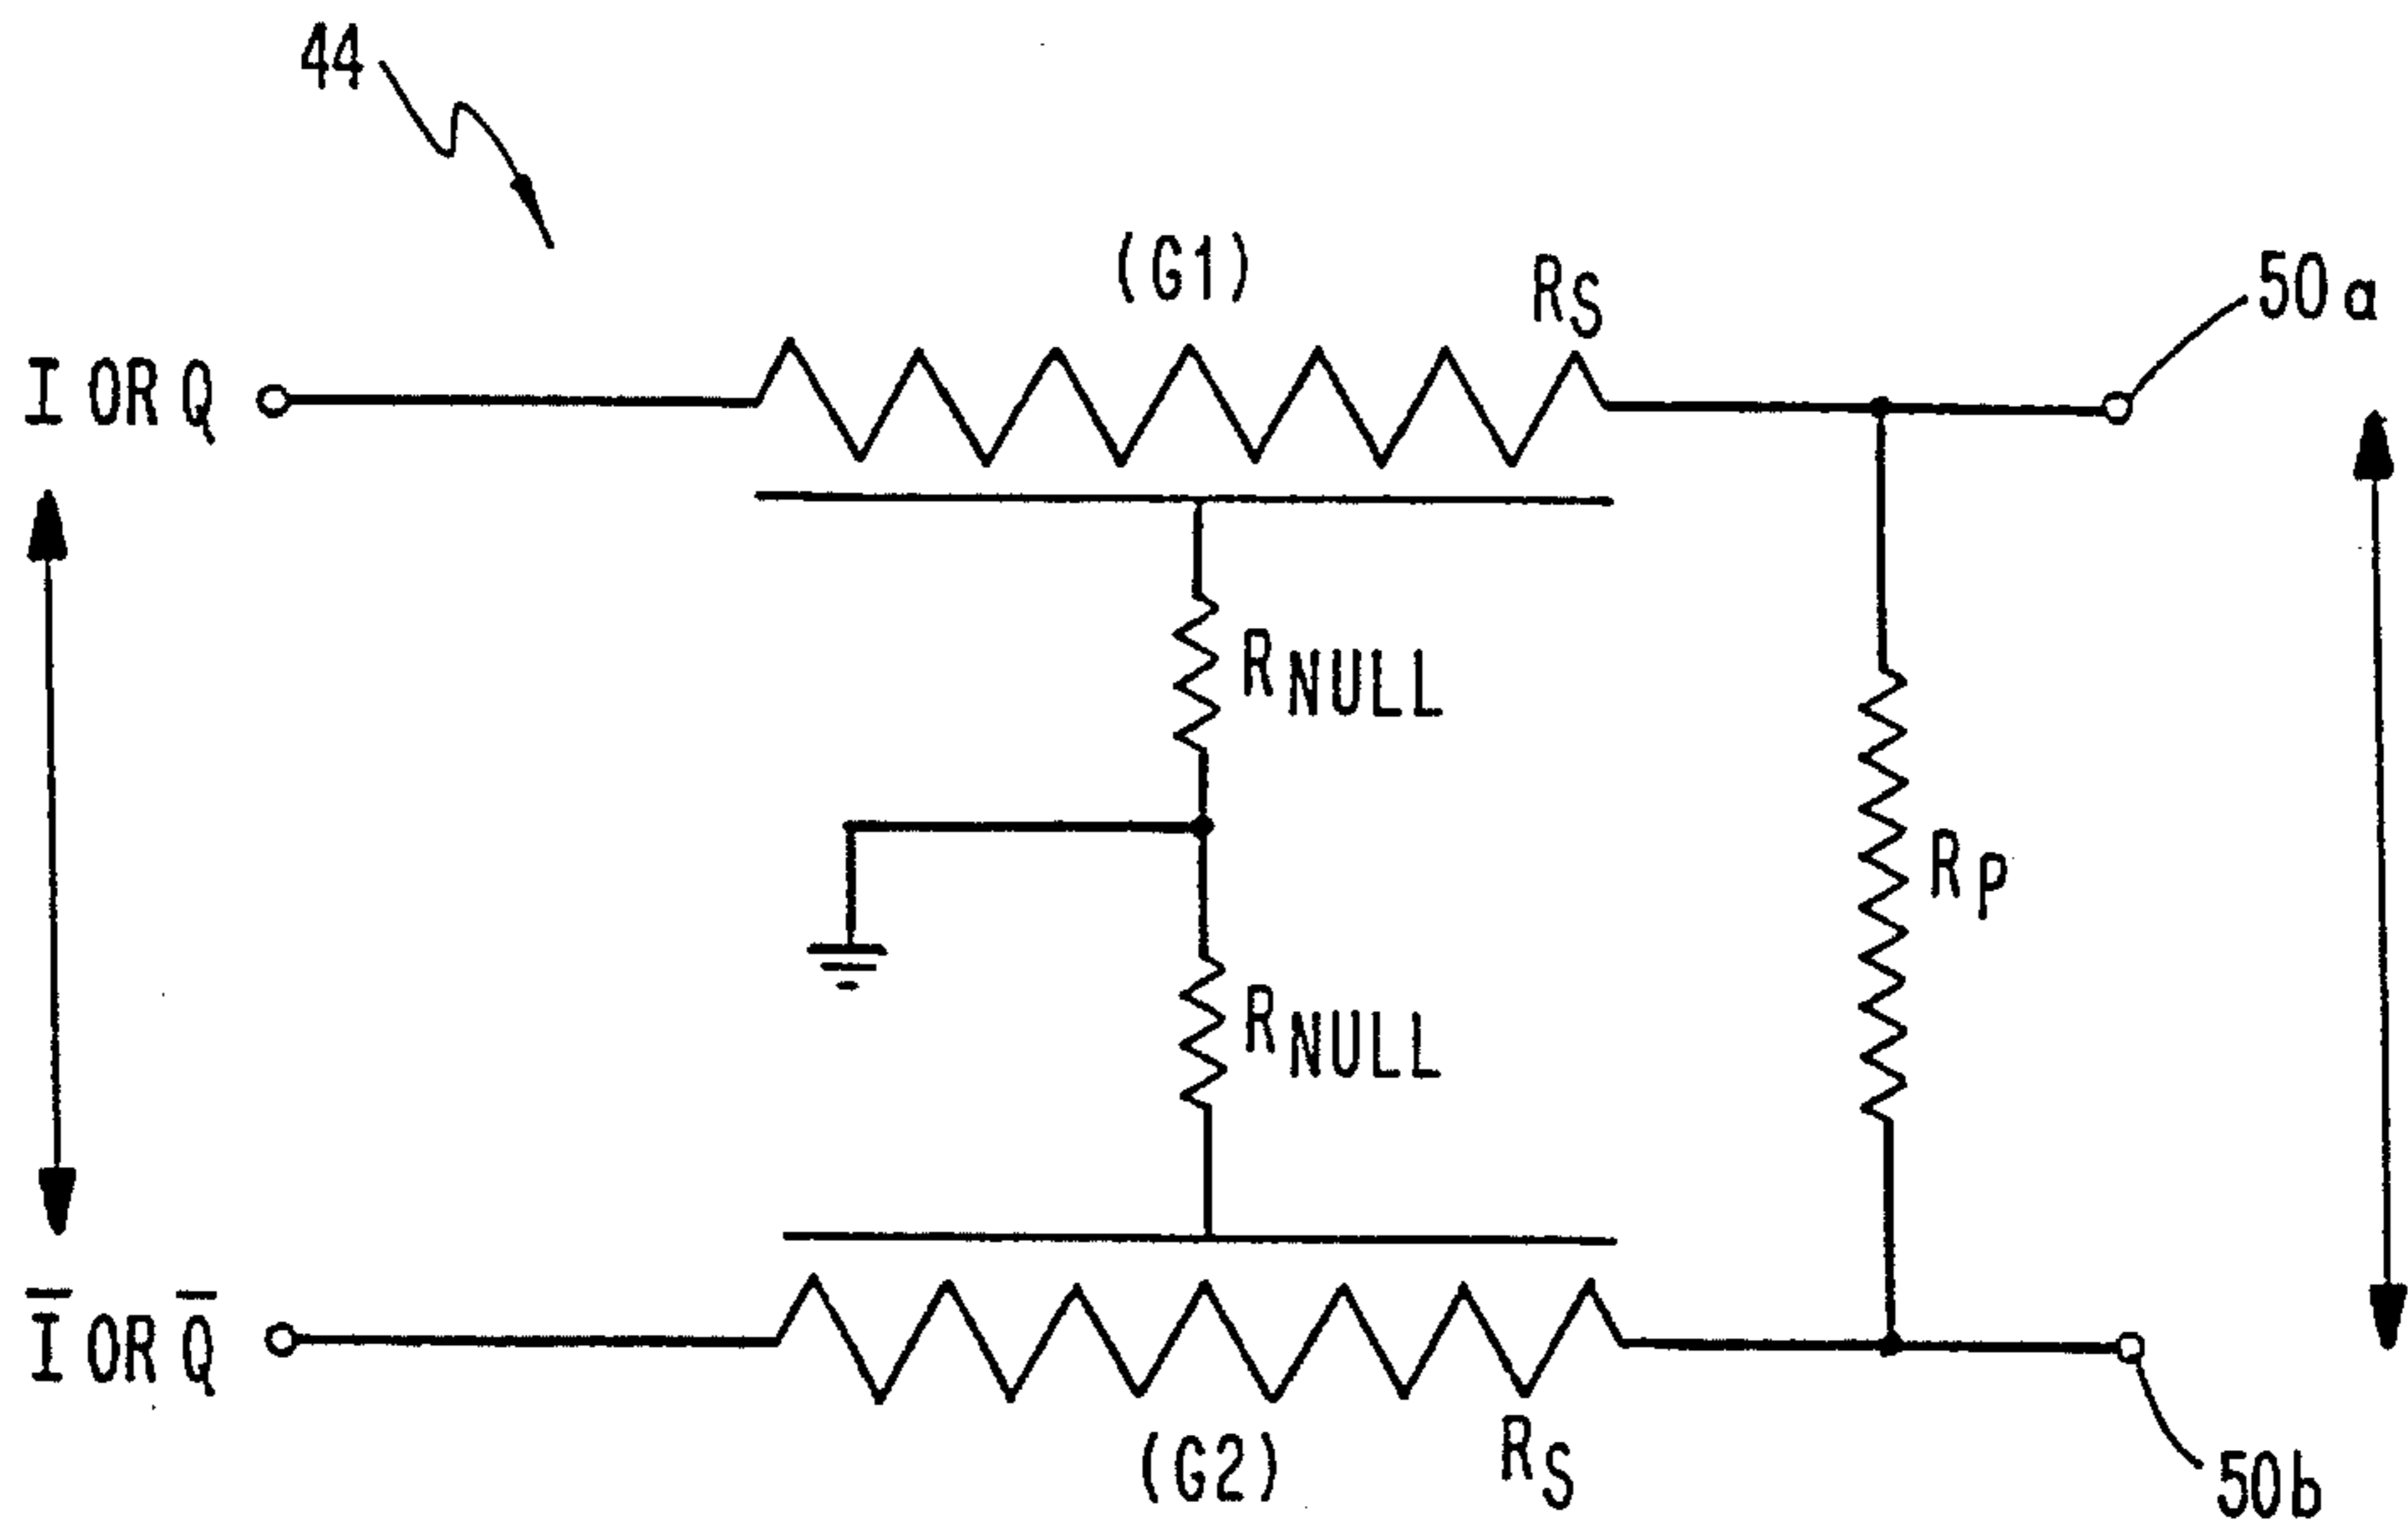 44
(G1)
RS
50a
I OR Q
RNULL
RP
RNULL
I̅ OR Q̅
(G2)
RS
50b